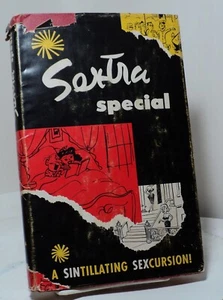 Sextra
special
A SINTILLATING SEXCURSION!